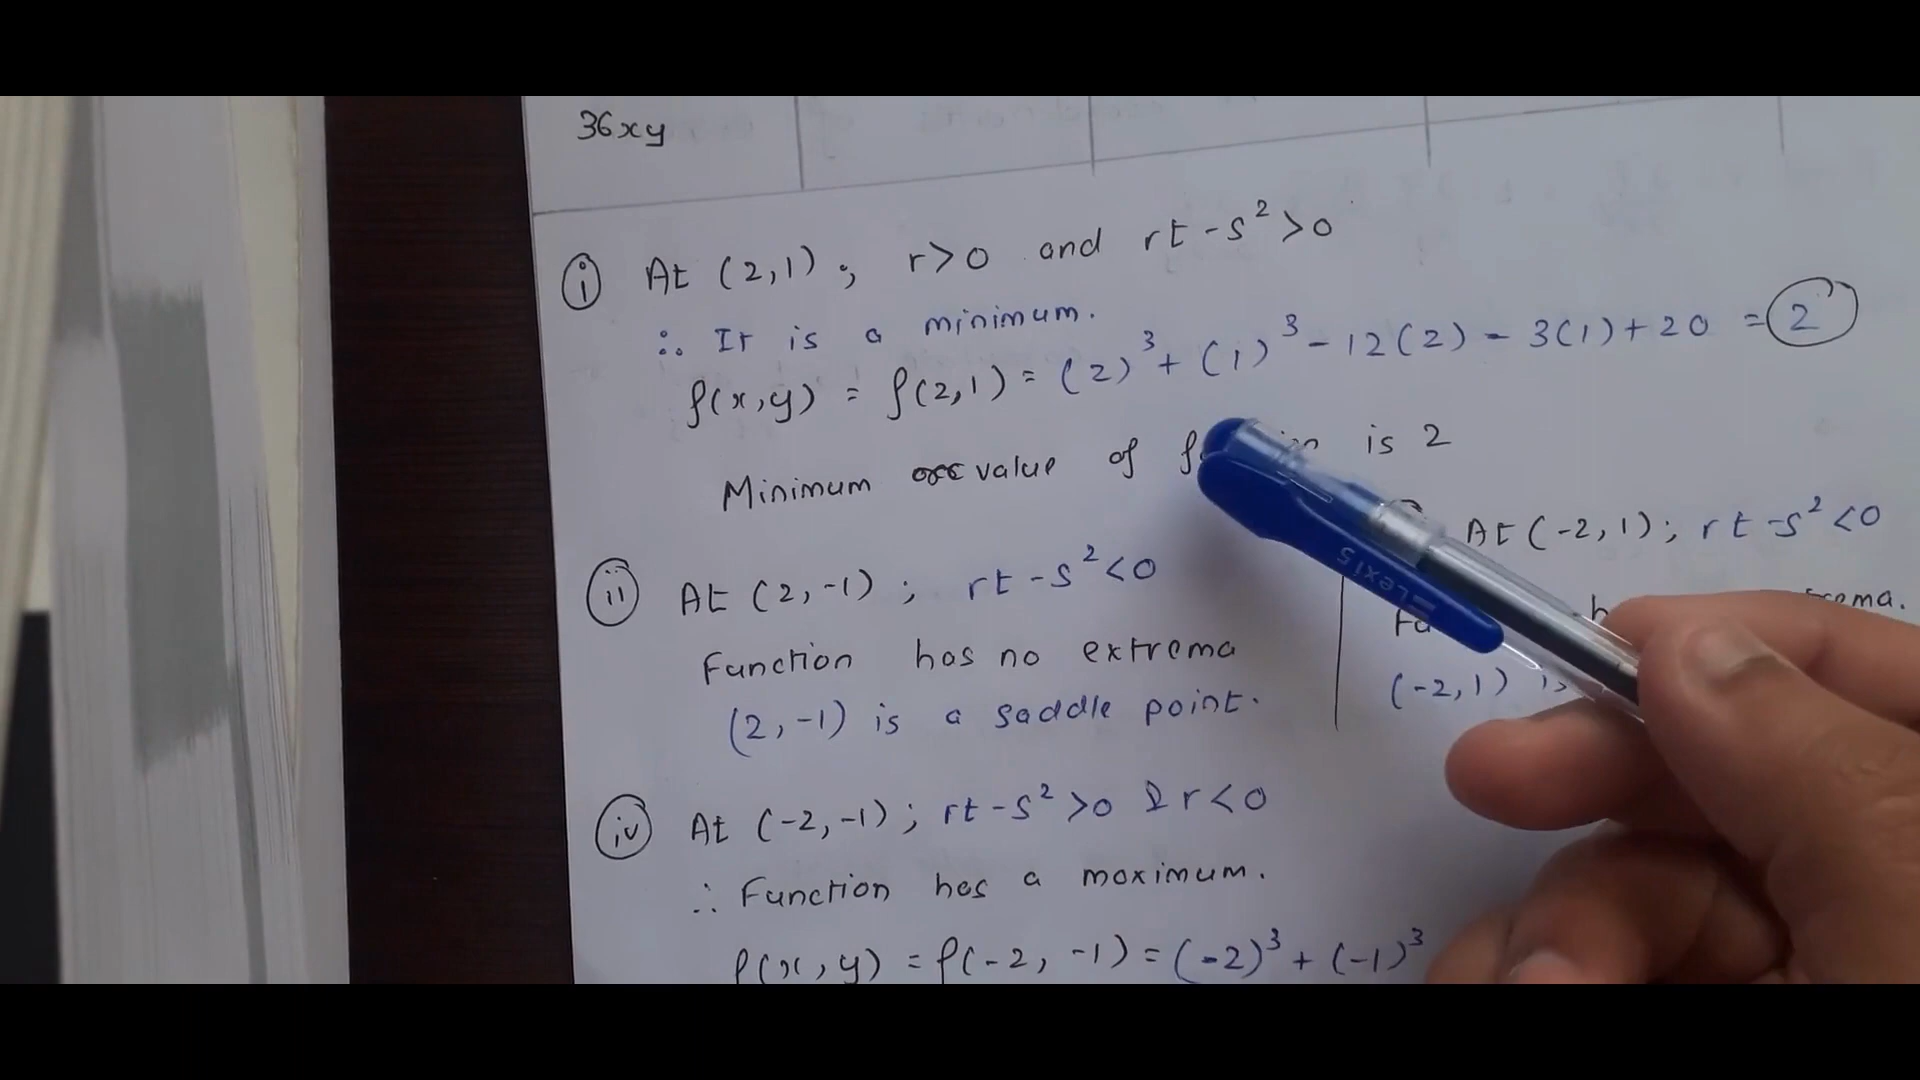 36xy
(i) At (2,1); r>0 and rt-s²>0
∴ It is a minimum.
f(x,y) = f(2,1) = (2)³+(1)³-12(2)-3(1)+20 = 2
Minimum value of is 2
(ii) At (2,-1); rt-s²<0
Function has no extrema
(2,-1) is a saddle point.
At (-2,1); rt-s²<0
(-2,1)
(iv) At (-2,-1); rt-s²>0 & r<0
∴ Function has a maximum.
f(x,y) = f(-2,-1) = (-2)³+(-1)³
Lexis